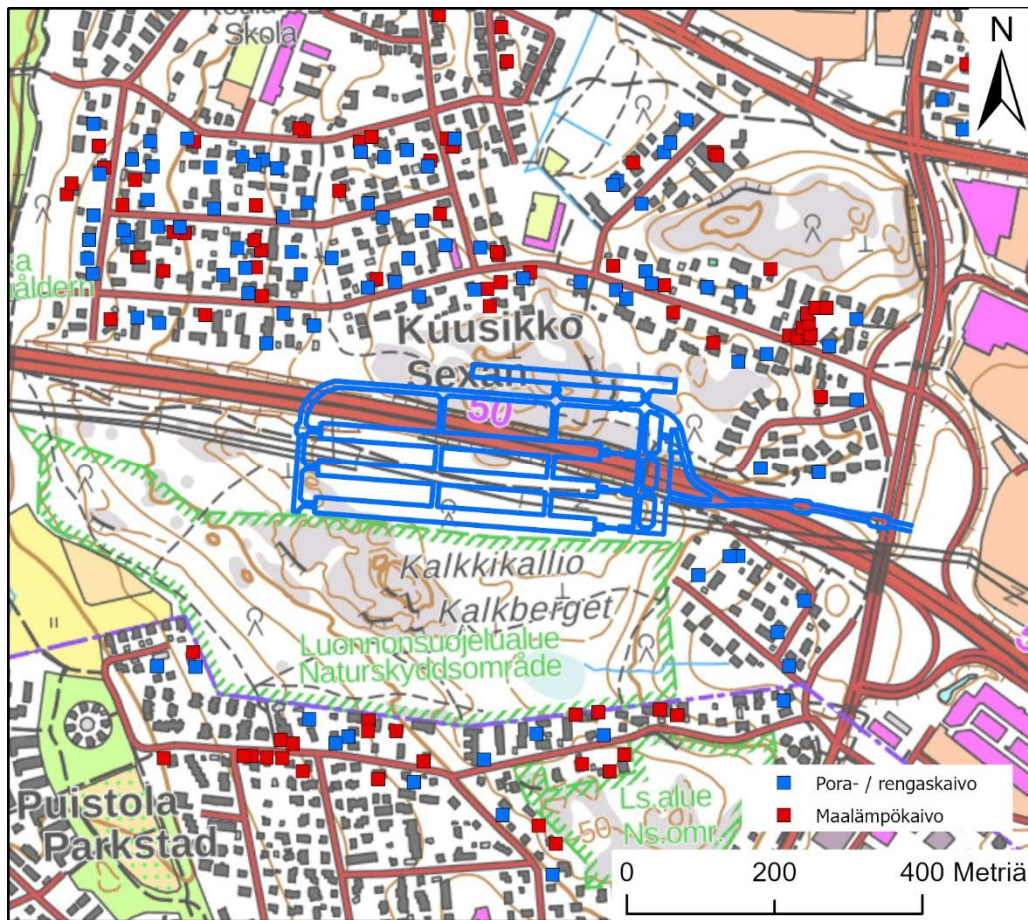 Skola
N
Kuusikko
Sexan
50
Kalkkikallio
Kalkberget
Luonnonsuojelualue
Naturskyddsområde
Puistola
Parkstad
Ls.alue
Ns.omr.
50
Pora- / rengaskaivo
Maalämpökaivo
0 200 400 Metriä